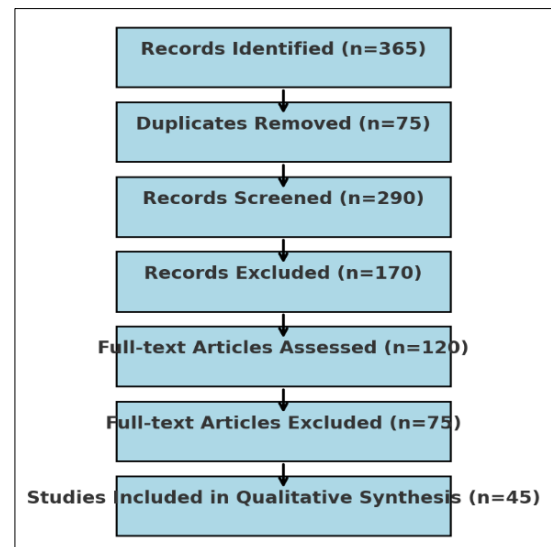 Records Identified (n=365)
Duplicates Removed (n=75)
Records Screened (n=290)
Records Excluded (n=170)
Full-text Articles Assessed (n=120)
Full-text Articles Excluded (n=75)
Studies Included in Qualitative Synthesis (n=45)